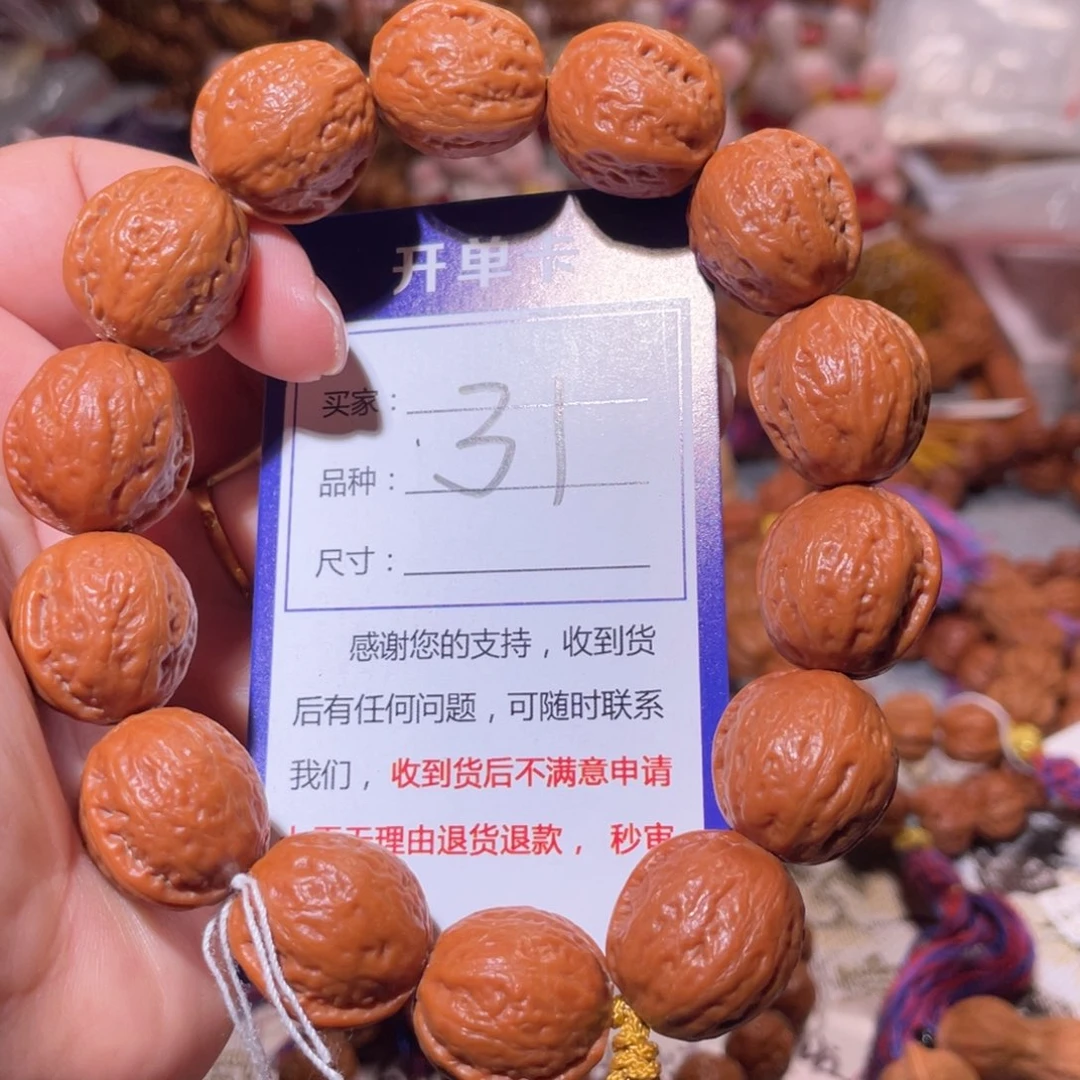 开单卡
买家：
31
品种：
尺寸：
感谢您的支持，收到货
后有任何问题，可随时联系
我们，收到货后不满意申请
理由退货退款，秒审